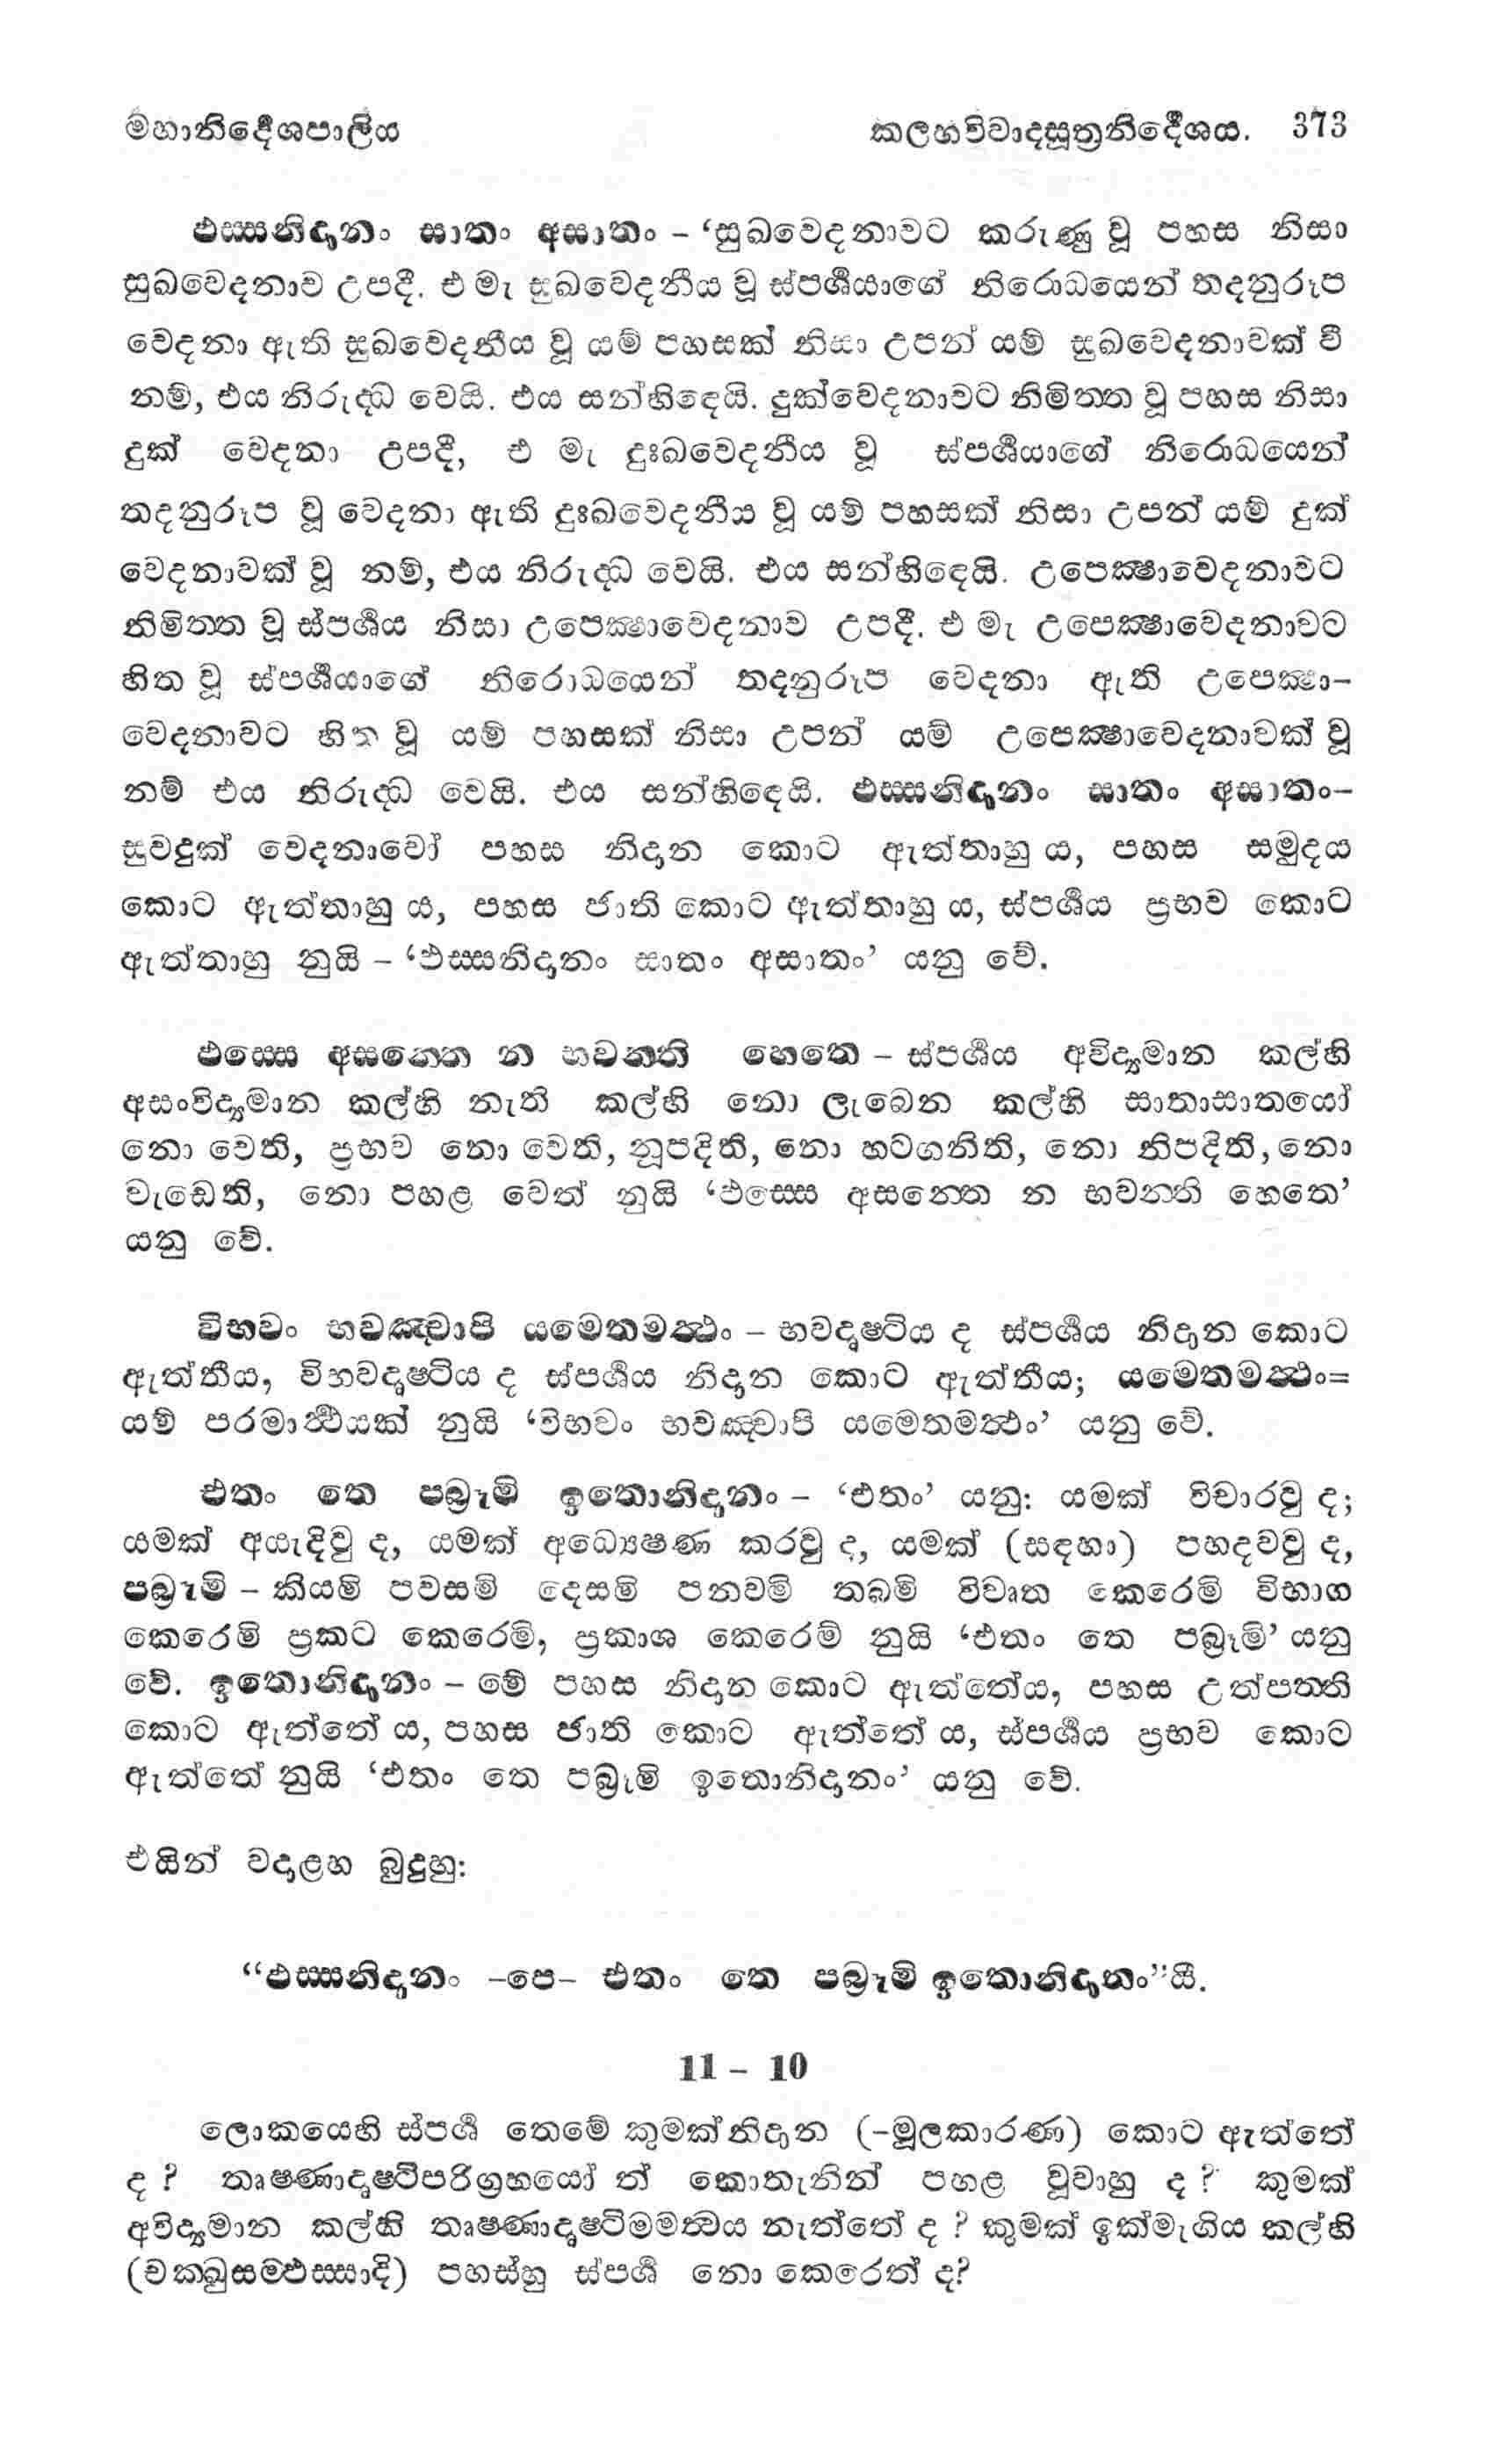 මහානිර්‍දෙශපාලිය කලහවිවාදසූත්‍රනිර්‍දෙශය. 373
ඵස්සනිදානං සාතං අසාතං – ‘සුඛවෙදනාවට කරුණු වූ පහස නිසා
සුඛවෙදනාව උපදී. එ මැ සුඛවෙදනීය වූ ස්පර්‍ශයාගේ නිරොධයෙන් තදනුරූප
වෙදනා ඇති සුඛවෙදනීය වූ යම් පහසක් නිසා උපන් යම් සුඛවෙදනාවක් වී
නම්, එය නිරුද්ධ වෙයි. එය සන්හිඳෙයි. දුක්වෙදනාවට නිමිත්ත වූ පහස නිසා
දුක් වෙදනා උපදී, එ මැ දුඃඛවෙදනීය වූ ස්පර්‍ශයාගේ නිරොධයෙන්
තදනුරූප වූ වෙදනා ඇති දුඃඛවෙදනීය වූ යම් පහසක් නිසා උපන් යම් දුක්
වෙදනාවක් වූ නම්, එය නිරුද්ධ වෙයි. එය සන්හිඳෙයි. උපෙක්‍ෂාවෙදනාවට
නිමිත්ත වූ ස්පර්‍ශය නිසා උපෙක්‍ෂාවෙදනාව උපදී. එ මැ උපෙක්‍ෂාවෙදනාවට
හිත වූ ස්පර්‍ශයාගේ නිරොධයෙන් තදනුරූප වෙදනා ඇති උපෙක්‍ෂා–
වෙදනාවට හිත වූ යම් පහසක් නිසා උපන් යම් උපෙක්‍ෂාවෙදනාවක් වූ
නම් එය නිරුද්ධ වෙයි. එය සන්හිඳෙයි. ඵස්සනිදානං සාතං අසාතං–
සුවදුක් වෙදනාවෝ පහස නිදාන කොට ඇත්තාහු ය, පහස සමුදය
කොට ඇත්තාහු ය, පහස ජාති කොට ඇත්තාහු ය, ස්පර්‍ශය ප්‍රභව කොට
ඇත්තාහු නුයි – ‘ඵස්සනිදානං සාතං අසාතං’ යනු වේ.
ඵස්සෙ අසන්තෙ න භවන්ති හෙතෙ – ස්පර්‍ශය අවිද්‍යමාන කල්හි
අසංවිද්‍යමාන කල්හි නැති කල්හි නො ලැබෙන කල්හි සාතාසාතයෝ
නො වෙති, ප්‍රභව නො වෙති, නූපදිති, නො හටගනිති, නො නිපදිති, නො
වැඩෙති, නො පහළ වෙත් නුයි ‘ඵස්සෙ අසන්තෙ න භවන්ති හෙතෙ’
යනු වේ.
විභවං භවඤ්චාපි යමෙතමත්‍ථං – භවදෘෂ්ටිය ද ස්පර්‍ශය නිදාන කොට
ඇත්තීය, විභවදෘෂ්ටිය ද ස්පර්‍ශය නිදාන කොට ඇත්තීය; යමෙතමත්‍ථං=
යම් පරමාර්‍ථයක් නුයි ‘විභවං භවඤ්චාපි යමෙතමත්‍ථං’ යනු වේ.
එතං තෙ පබ්‍රූමි ඉතොනිදානං – ‘එතං’ යනු: යමක් විචාරවු ද;
යමක් අයැදිවු ද, යමක් අධ්‍යෙෂණ කරවු ද, යමක් (සඳහා) පහදවවු ද,
පබ්‍රූමි – කියමි පවසමි දෙසමි පනවමි තබමි විවෘත කෙරෙමි විභාග
කෙරෙමි ප්‍රකට කෙරෙමි, ප්‍රකාශ කෙරෙම් නුයි ‘එතං තෙ පබ්‍රූමි’ යනු
වේ. ඉතොනිදානං – මේ පහස නිදාන කොට ඇත්තේය, පහස උත්පත්ති
කොට ඇත්තේ ය, පහස ජාති කොට ඇත්තේ ය, ස්පර්‍ශය ප්‍රභව කොට
ඇත්තේ නුයි ‘එතං තෙ පබ්‍රූමි ඉතොනිදානං’ යනු වේ.
එයින් වදාළහ බුදුහු:
“ඵස්සනිදානං –පෙ– එතං තෙ පබ්‍රූමි ඉතොනිදානං”යී.
11 – 10
ලොකයෙහි ස්පර්‍ශ තෙමේ කුමක් නිදාන (-මූලකාරණ) කොට ඇත්තේ
ද ? තෘෂ්ණාදෘෂ්ටිපරිග්‍රහයෝ ත් කොතැනින් පහළ වූවාහු ද ? කුමක්
අවිද්‍යමාන කල්හි තෘෂ්ණාදෘෂ්ටිමමත්‍වය නැත්තේ ද ? කුමක් ඉක්මැගිය කල්හි
(චක්ඛුසම්ඵස්සාදි) පහස්හු ස්පර්‍ශ නො කෙරෙත් ද?